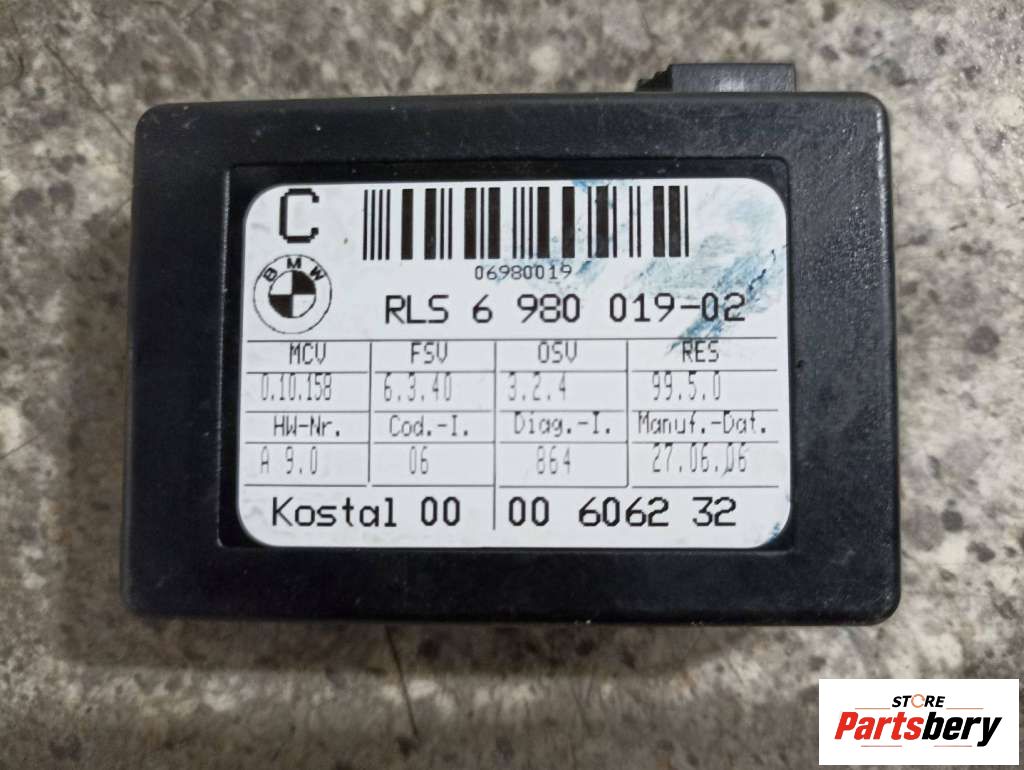 C
06980019
BMW
RLS 6 980 019-02
MCV FSV OSV RES
0.10.158 6.3.40 3.2.4 99.5.0
HW-Nr. Cod.-I. Diag.-I. Manuf.-Dat.
A 9.0 06 864 27.06.06
Kostal 00 00 6062 32
STORE
Partsbery